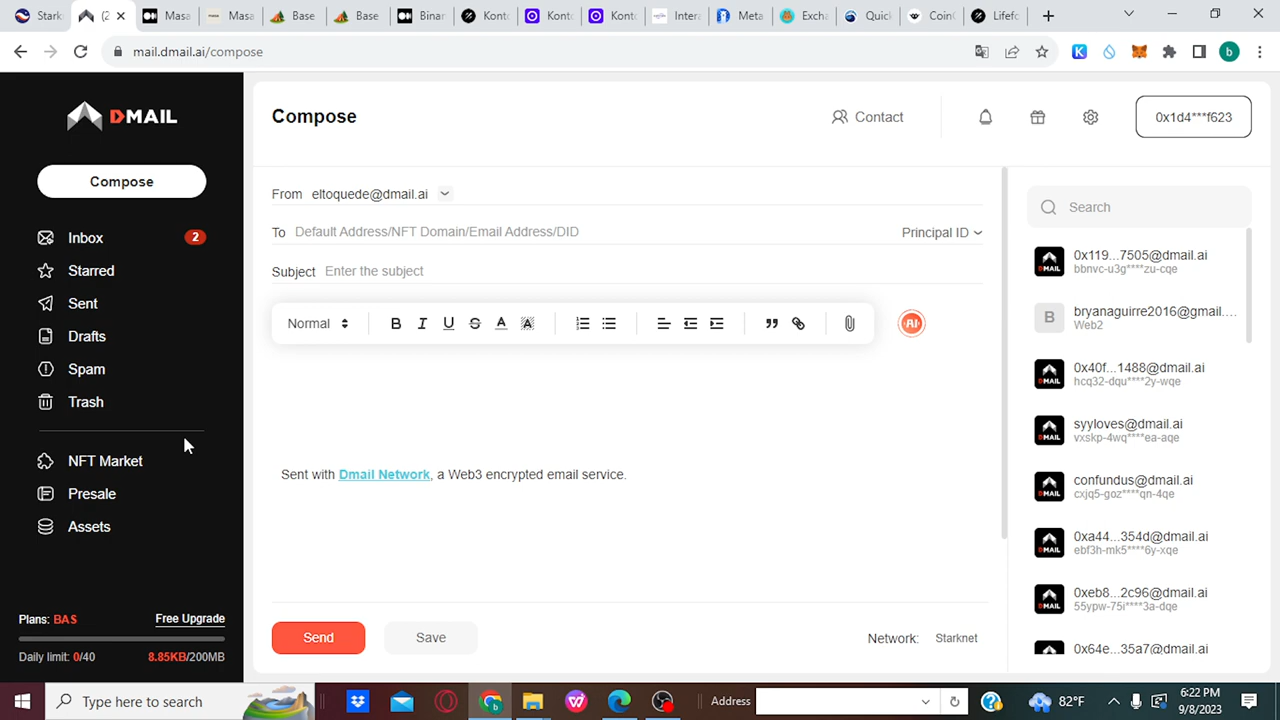 Stark
(2
Masa
Masa
Base
Base
Binar
Konto
Konto
Konto
Intera
Meta
Excha
Quick
CoinG
Lifefo
mail.dmail.ai/compose
b
DMAIL
Compose
Inbox 2
Starred
Sent
Drafts
Spam
Trash
NFT Market
Presale
Assets
Plans: BAS Free Upgrade
Daily limit: 0/40 8.85KB/200MB
Compose
Contact
0x1d4***f623
From eltoquede@dmail.ai
To Default Address/NFT Domain/Email Address/DID Principal ID
Subject Enter the subject
Normal B I U S A A AI
Sent with Dmail Network, a Web3 encrypted email service.
Send Save Network: Starknet
Search
0x119...7505@dmail.ai
bbnvc-u3g****zu-cqe
B
bryanaguirre2016@gmail....
Web2
0x40f...1488@dmail.ai
hcq32-dqu****2y-wqe
syyloves@dmail.ai
vxskp-4wq****ea-aqe
confundus@dmail.ai
cxjq5-goz****qn-4qe
0xa44...354d@dmail.ai
ebf3h-mk5****6y-xqe
0xeb8...2c96@dmail.ai
55ypw-75i****3a-dqe
0x64e...35a7@dmail.ai
Type here to search
Address
82°F
6:22 PM
9/8/2023